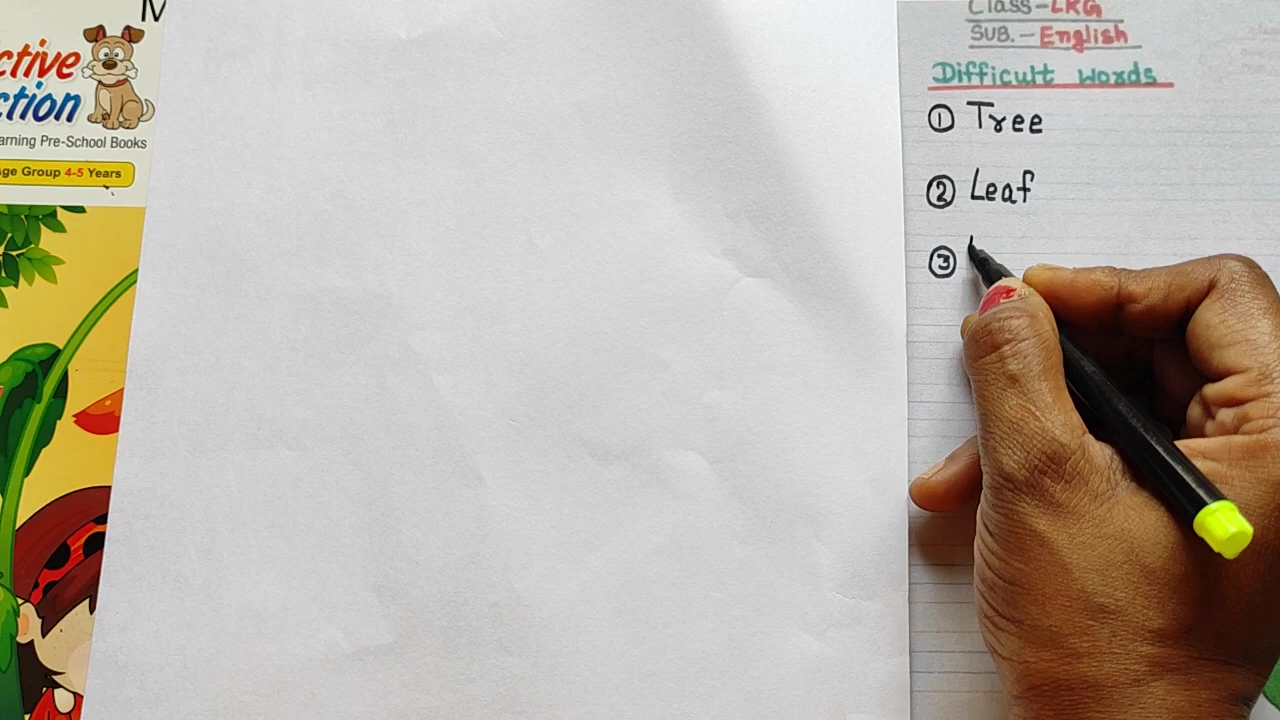 M
ctive
ction
arning Pre-School Books
ge Group 4-5 Years
Class-LKG
SUB.-English
Difficult words
① Tree
② Leaf
③